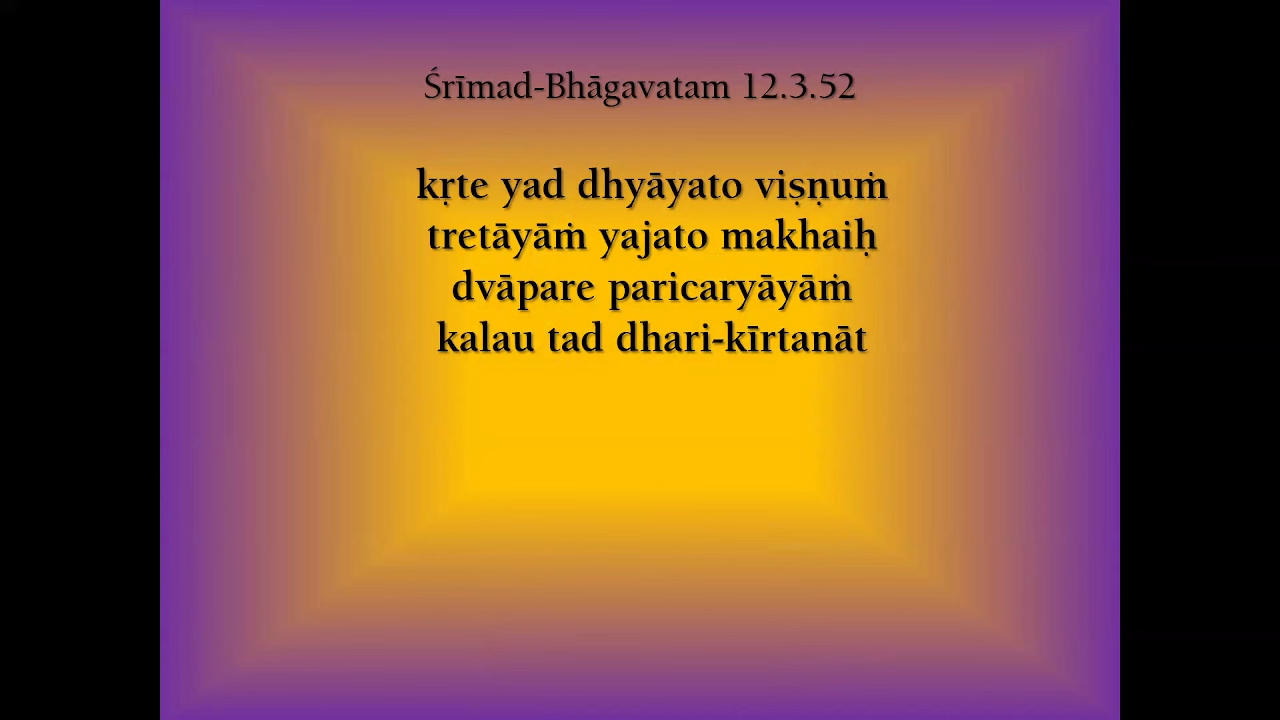 Śrīmad-Bhāgavatam 12.3.52
kṛte yad dhyāyato viṣṇuṁ
tretāyāṁ yajato makhaiḥ
dvāpare paricaryāyāṁ
kalau tad dhari-kīrtanāt